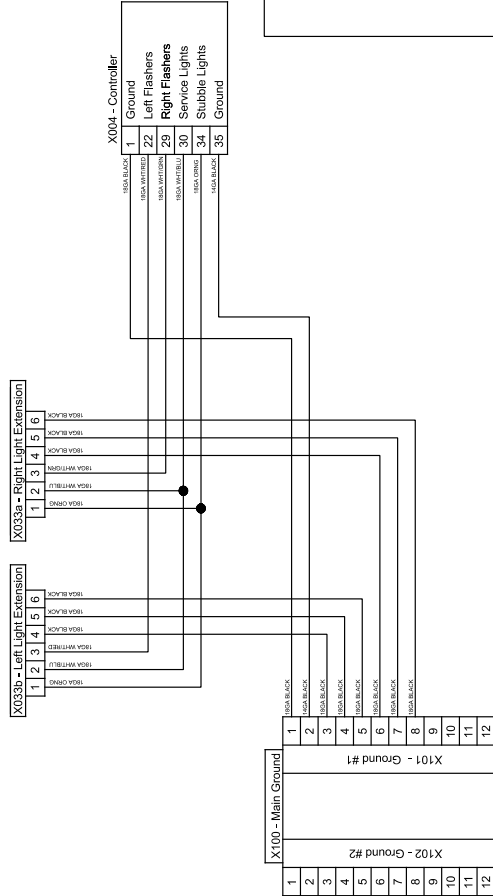 X004 - Controller
1 Ground
22 Left Flashers
29 Right Flashers
30 Service Lights
34 Stubble Lights
35 Ground
18GA BLACK
18GA WHT/RED
18GA WHT/GRN
18GA WHT/BLU
18GA ORNG
14GA BLACK
X033a - Right Light Extension
1 2 3 4 5 6
18GA ORNG
18GA WHT/BLU
18GA WHT/GRN
18GA BLACK
18GA BLACK
18GA BLACK
X033b - Left Light Extension
1 2 3 4 5 6
18GA ORNG
18GA WHT/BLU
18GA WHT/RED
18GA BLACK
18GA BLACK
18GA BLACK
X100 - Main Ground
X101 - Ground #1
1 18GA BLACK
2 14GA BLACK
3 18GA BLACK
4 18GA BLACK
5 18GA BLACK
6 18GA BLACK
7 18GA BLACK
8 18GA BLACK
9
10
11
12
X102 - Ground #2
1
2
3
4
5
6
7
8
9
10
11
12